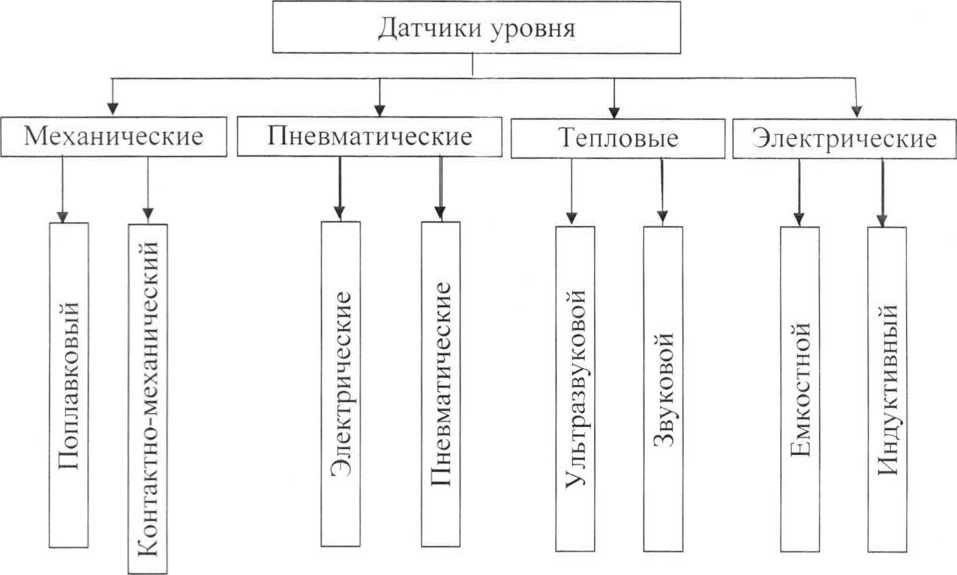 Датчики уровня
Механические
Пневматические
Тепловые
Электрические
Поплавковый
Контактно-механический
Электрические
Пневматические
Ультразвуковой
Звуковой
Емкостной
Индуктивный